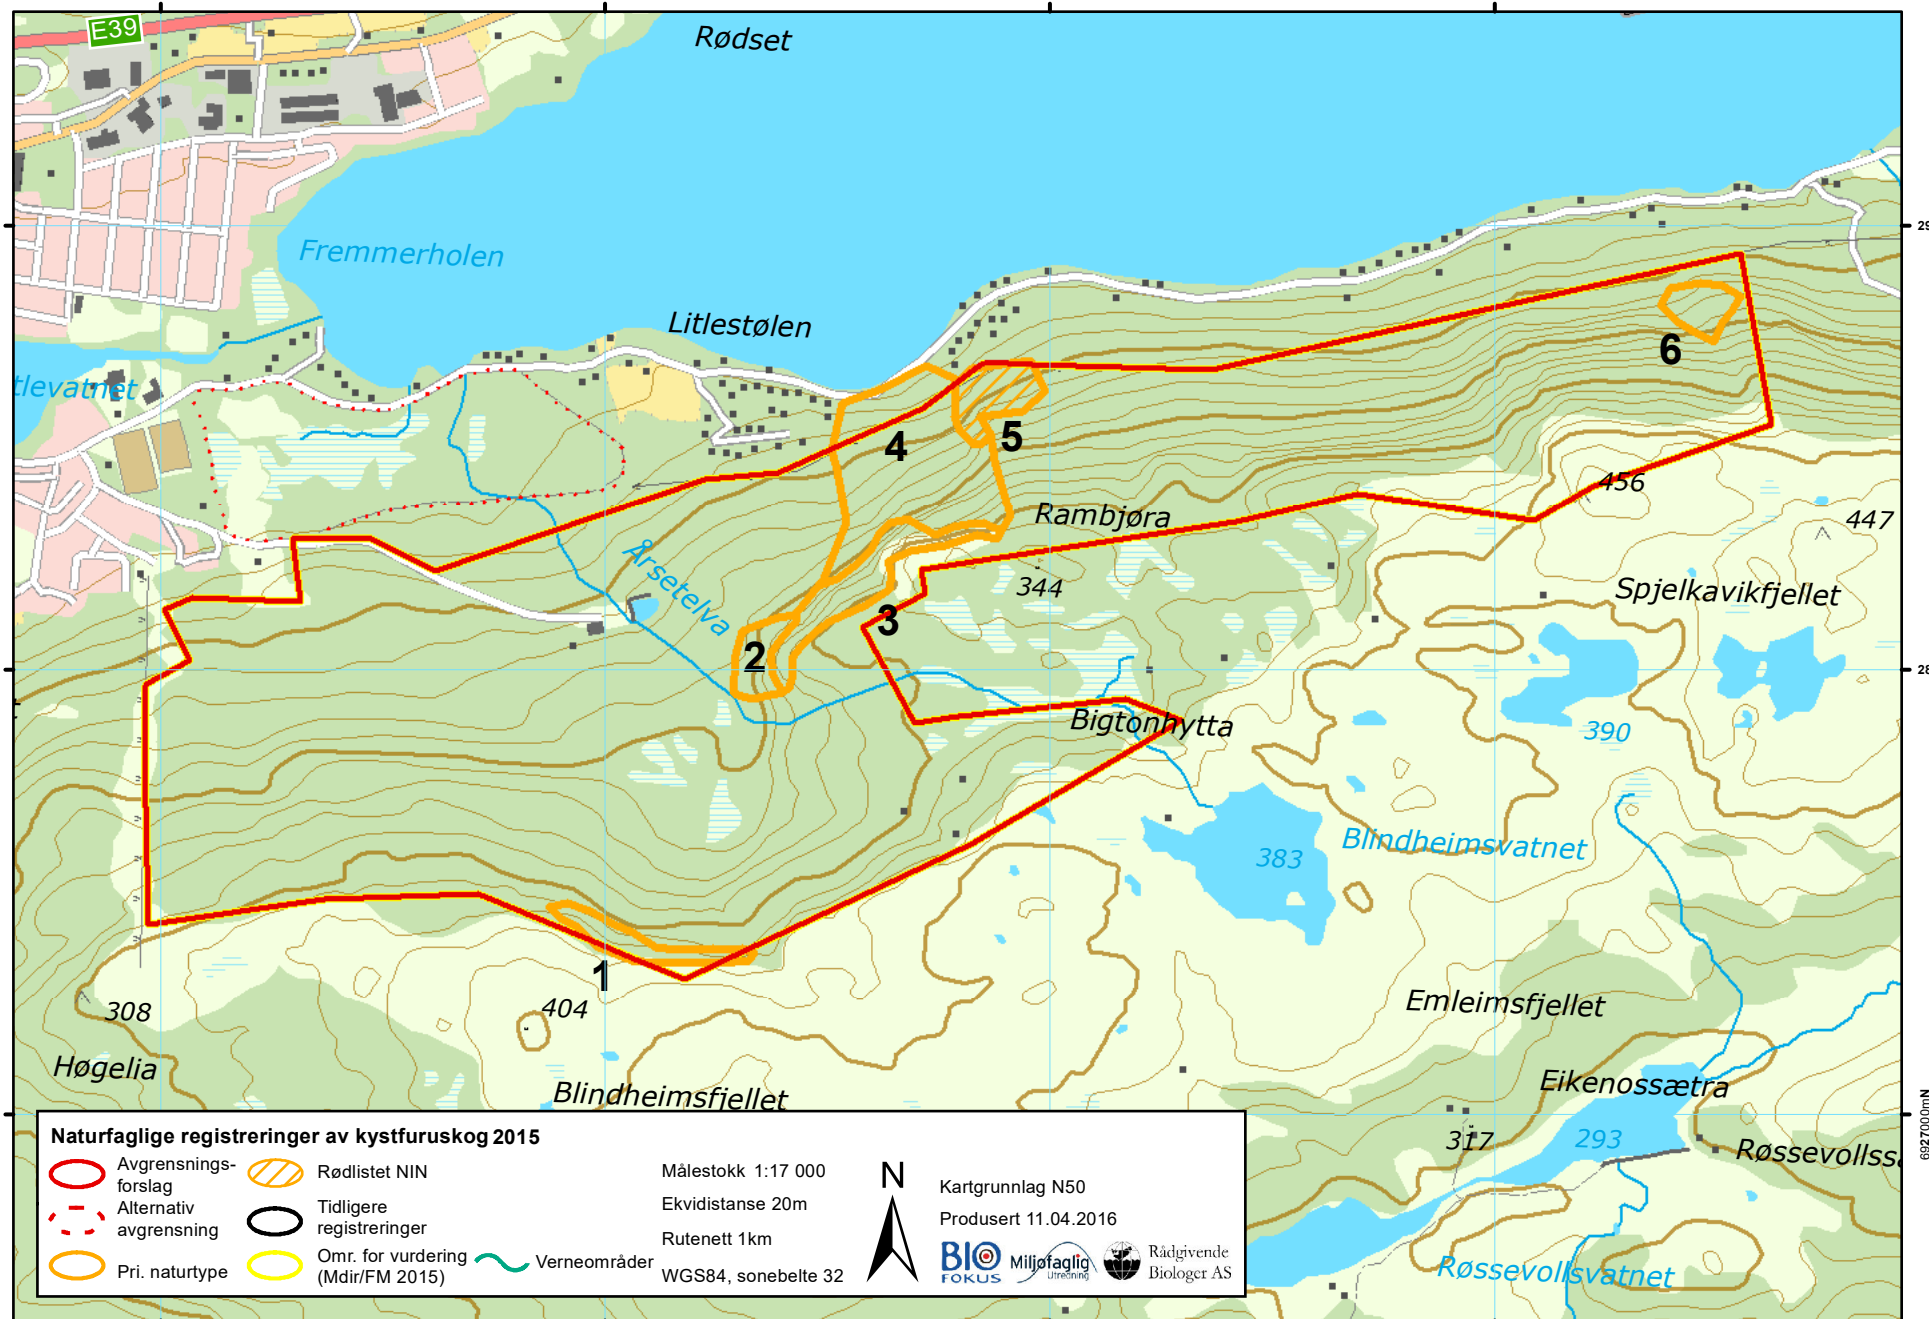 E39
Rødset
29
Fremmerholen
Litlestølen
tlevatnet
6
4
5
456
Rambjøra
447
Årsetelva
344
Spjelkavikfjellet
3
2
28
Bigtonhytta
390
Blindheimsvatnet
383
1
404
308
Emleimsfjellet
Høgelia
Eikenossætra
Blindheimsfjellet
317
293
Røssevollssæ
6927000mN
Røssevollsvatnet
Naturfaglige registreringer av kystfuruskog 2015
Avgrensnings-
forslag
Alternativ
avgrensning
Pri. naturtype
Rødlistet NIN
Tidligere
registreringer
Omr. for vurdering
(Mdir/FM 2015)
Verneområder
Målestokk 1:17 000
Ekvidistanse 20m
Rutenett 1km
WGS84, sonebelte 32
N
Kartgrunnlag N50
Produsert 11.04.2016
BIO
FOKUS
Miljøfaglig
Utredning
Rådgivende
Biologer AS